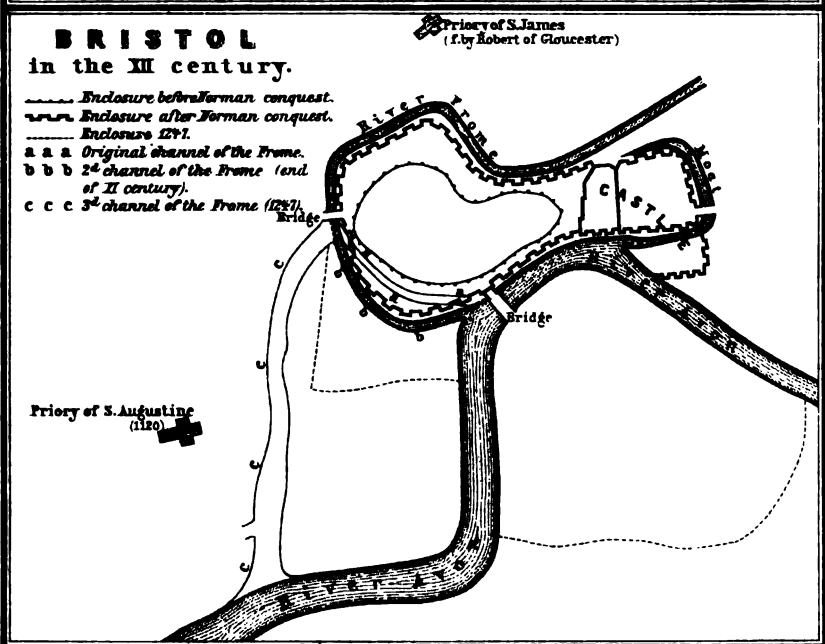 Priory of S. James
(f. by Robert of Gloucester)
BRISTOL
in the XII century.
Enclosure before Norman conquest.
Enclosure after Norman conquest.
Enclosure 1247.
a a a Original channel of the Frome.
b b b 2d channel of the Frome (end
of XI century).
c c c 3d channel of the Frome (1247).
River Frome
Moat
CASTLE
Bridge
c
b
a
a
b
b
Bridge
c
Priory of S. Augustine
(1120)
c
c
River Avon